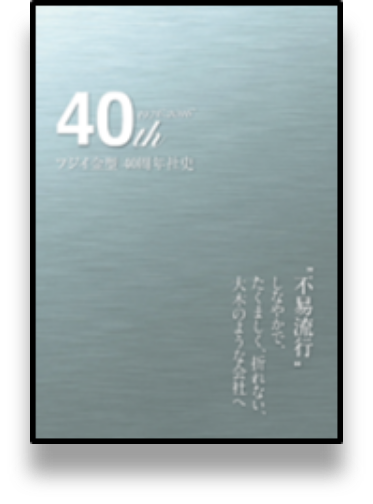 40th
フジイ金型 40周年社史
"不易流行"
しなやかで、
たくましく、折れない。
大木のような会社へ